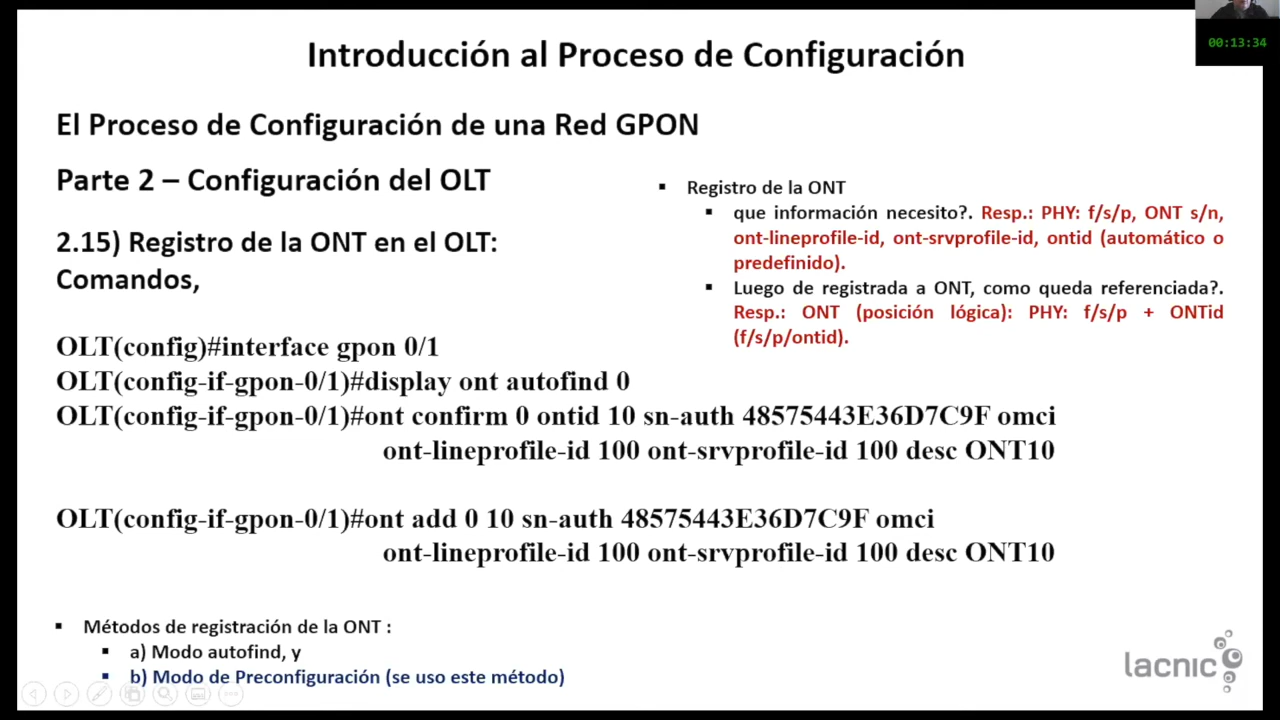 00:13:34
Introducción al Proceso de Configuración
El Proceso de Configuración de una Red GPON
Parte 2 – Configuración del OLT
2.15) Registro de la ONT en el OLT:
Comandos,
▪ Registro de la ONT
▪ que información necesito?. Resp.: PHY: f/s/p, ONT s/n,
ont-lineprofile-id, ont-srvprofile-id, ontid (automático o
predefinido).
▪ Luego de registrada a ONT, como queda referenciada?.
Resp.: ONT (posición lógica): PHY: f/s/p + ONTid
(f/s/p/ontid).
OLT(config)#interface gpon 0/1
OLT(config-if-gpon-0/1)#display ont autofind 0
OLT(config-if-gpon-0/1)#ont confirm 0 ontid 10 sn-auth 48575443E36D7C9F omci
ont-lineprofile-id 100 ont-srvprofile-id 100 desc ONT10
OLT(config-if-gpon-0/1)#ont add 0 10 sn-auth 48575443E36D7C9F omci
ont-lineprofile-id 100 ont-srvprofile-id 100 desc ONT10
▪ Métodos de registración de la ONT :
▪ a) Modo autofind, y
▪ b) Modo de Preconfiguración (se uso este método)
lacnic